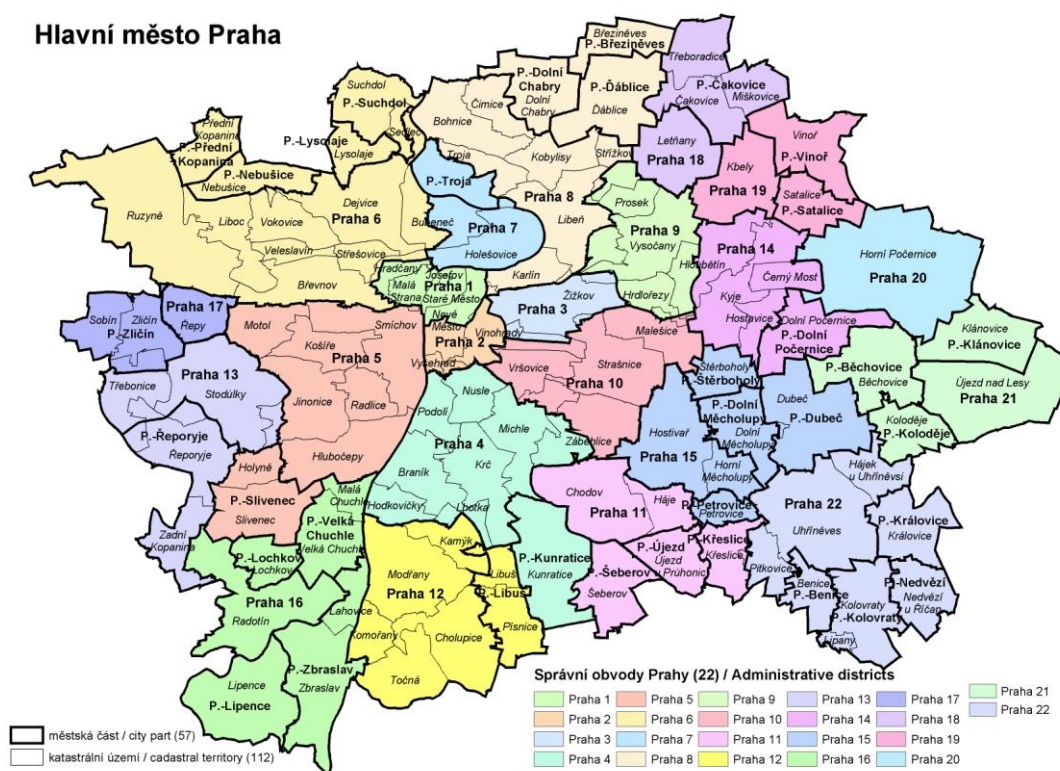 Hlavní město Praha
Březiněves
P.-Březiněves
Třeboradice
P.-Dolní
Chabry
Dolní
Chabry
P.-Ďáblice
Ďáblice
P.-Čakovice
Čakovice
Miškovice
Suchdol
P.-Suchdol
Sedlec
Čimice
Bohnice
Přední
Kopanina
P.-Přední
Kopanina
P.-Lysolaje
Lysolaje
P.-Nebušice
Nebušice
Troja
P.-Troja
Kobylisy
Střížkov
Letňany
Praha 18
Vinoř
P.-Vinoř
Kbely
Praha 19
Satalice
P.-Satalice
Ruzyně
Liboc
Vokovice
Dejvice
Praha 6
Veleslavín
Střešovice
Břevnov
Bubeneč
Praha 7
Holešovice
Praha 8
Libeň
Karlín
Prosek
Praha 9
Vysočany
Hloubětín
Hrdlořezy
Praha 14
Černý Most
Kyje
Hostavice
Horní Počernice
Praha 20
Hradčany
Josefov
Malá
Strana
Praha 1
Staré Město
Nové
Město
Praha 2
Vinohrady
Vyšehrad
Praha 3
Žižkov
Malešice
Dolní Počernice
P.-Dolní
Počernice
Klánovice
P.-Klánovice
Sobín
Zličín
P.-Zličín
Praha 17
Řepy
Motol
Smíchov
Košíře
Praha 5
Jinonice
Radlice
Hlubočepy
Praha 13
Třebonice
Stodůlky
P.-Řeporyje
Řeporyje
Vršovice
Strašnice
Praha 10
Záběhlice
Štěrboholy
P.-Štěrboholy
P.-Běchovice
Běchovice
Újezd nad Lesy
Praha 21
Dubeč
P.-Dubeč
Koloděje
P.-Koloděje
Nusle
Podolí
Michle
Praha 4
Krč
Braník
Hodkovičky
Lhotka
Hostivař
Praha 15
P.-Dolní
Měcholupy
Dolní
Měcholupy
Horní
Měcholupy
P.-Petrovice
Petrovice
Hájek
u Uhříněvsi
Praha 22
Uhříněves
Holyně
P.-Slivenec
Slivenec
Malá
Chuchle
P.-Velká
Chuchle
Velká Chuchle
Zadní
Kopanina
P.-Lochkov
Lochkov
Chodov
Háje
Praha 11
P.-Kunratice
Kunratice
P.-Šeberov
Šeberov
P.-Újezd
Újezd
u Průhonic
P.-Křeslice
Křeslice
Pitkovice
P.-Královice
Královice
Benice
P.-Benice
Kolovraty
P.-Kolovraty
Lipany
P.-Nedvězí
Nedvězí
u Říčan
Kamýk
Modřany
Praha 12
Libuš
P.-Libuš
Písnice
Cholupice
Komořany
Točná
Praha 16
Radotín
Lahovice
P.-Zbraslav
Zbraslav
Lipence
P.-Lipence
Správní obvody Prahy (22) / Administrative districts
Praha 1
Praha 2
Praha 3
Praha 4
Praha 5
Praha 6
Praha 7
Praha 8
Praha 9
Praha 10
Praha 11
Praha 12
Praha 13
Praha 14
Praha 15
Praha 16
Praha 17
Praha 18
Praha 19
Praha 20
Praha 21
Praha 22
městská část / city part (57)
katastrální území / cadastral territory (112)